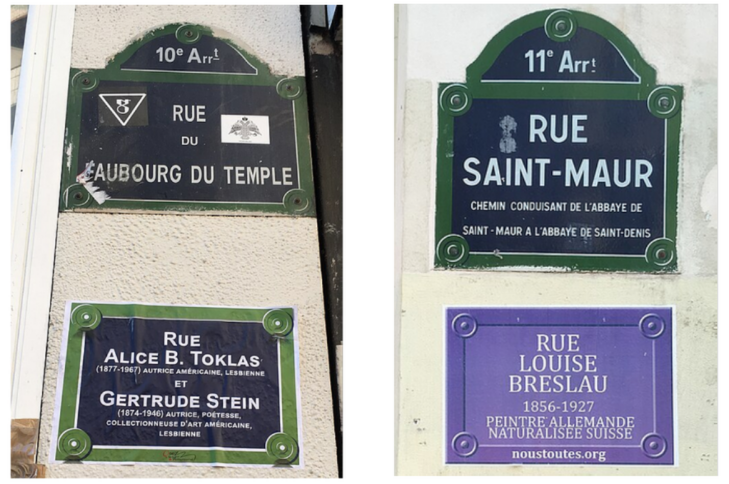 10e Arrt
RUE
DU
FAUBOURG DU TEMPLE
RUE
ALICE B. TOKLAS
(1877-1967) AUTRICE AMÉRICAINE, LESBIENNE
ET
GERTRUDE STEIN
(1874-1946) AUTRICE, POÉTESSE,
COLLECTIONNEUSE D'ART AMÉRICAINE,
LESBIENNE
11e Arrt
RUE
SAINT-MAUR
CHEMIN CONDUISANT DE L'ABBAYE DE
SAINT-MAUR A L'ABBAYE DE SAINT-DENIS
RUE
LOUISE
BRESLAU
1856-1927
PEINTRE ALLEMANDE
NATURALISÉE SUISSE
noustoutes.org